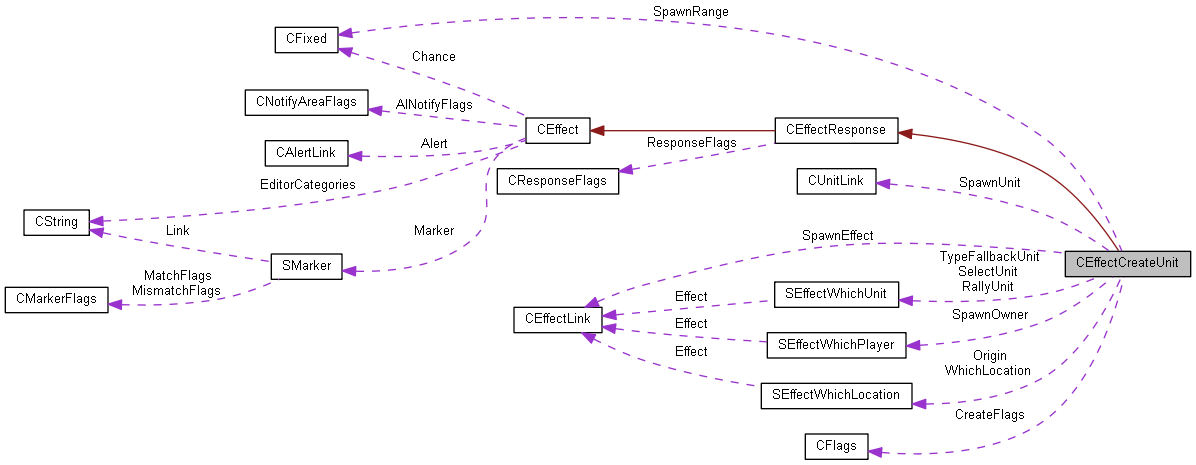 SpawnRange
CFixed
Chance
CNotifyAreaFlags
AINotifyFlags
CEffect
CEffectResponse
CAlertLink
Alert
ResponseFlags
CResponseFlags
CUnitLink
SpawnUnit
EditorCategories
CString
Link
Marker
SpawnEffect
SMarker
CEffectCreateUnit
TypeFallbackUnit
SelectUnit
RallyUnit
MatchFlags
MismatchFlags
CMarkerFlags
Effect
SEffectWhichUnit
CEffectLink
SpawnOwner
Effect
SEffectWhichPlayer
Effect
Origin
WhichLocation
SEffectWhichLocation
CreateFlags
CFlags